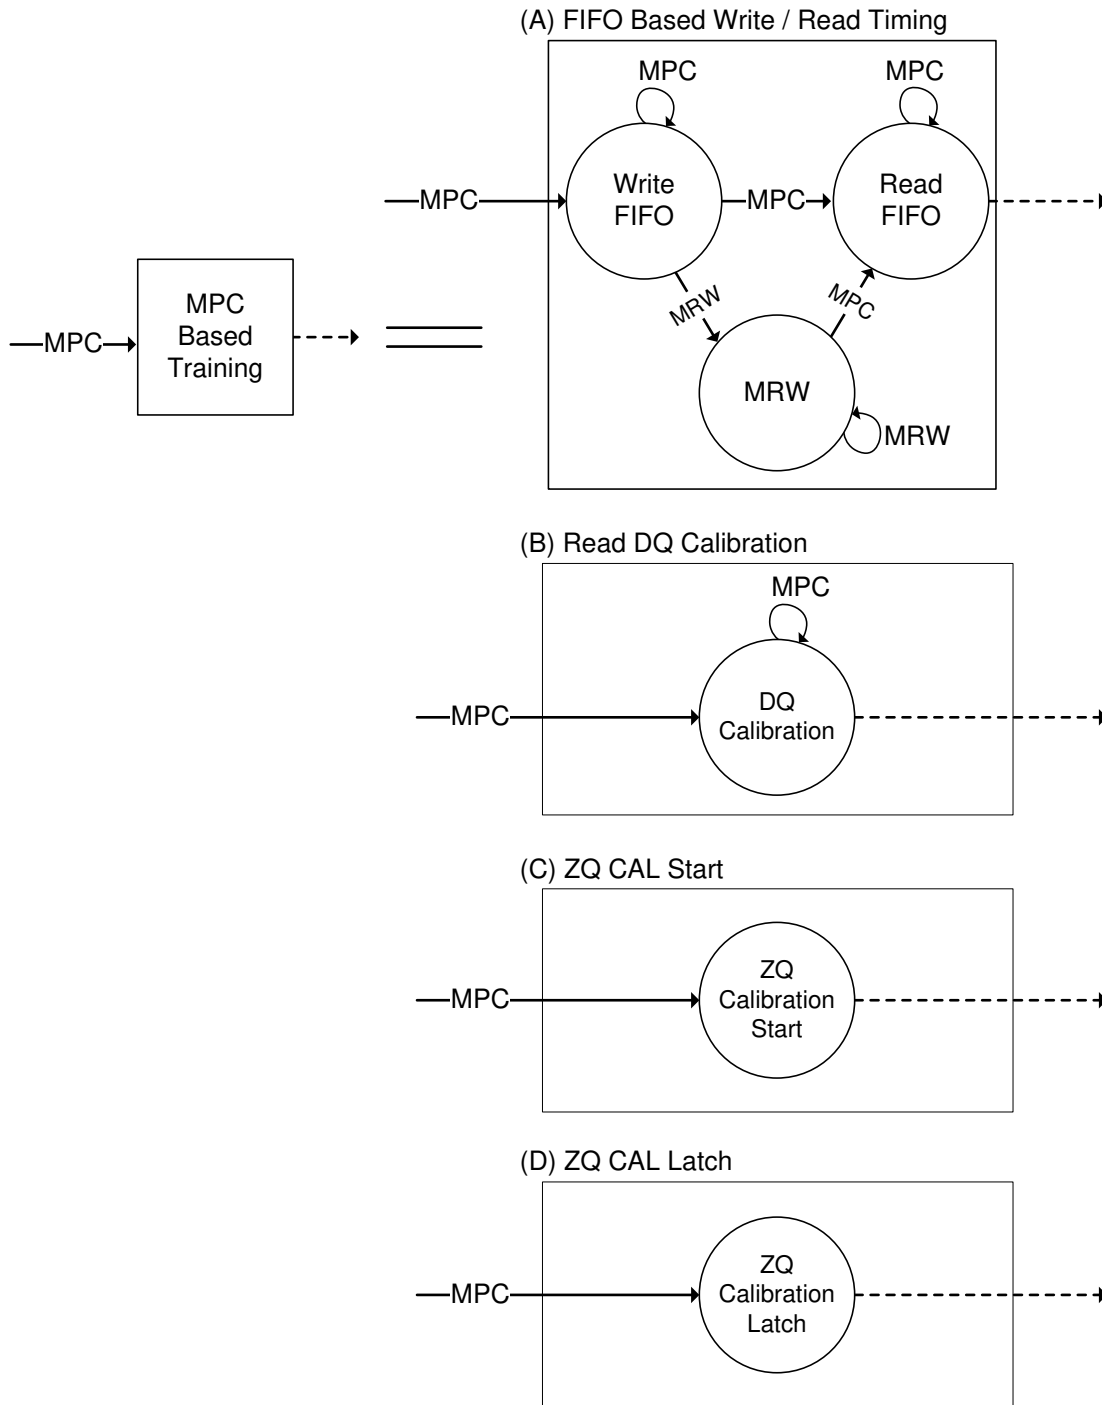 (A) FIFO Based Write / Read Timing
MPC
MPC
MPC
Write
FIFO
MPC
Read
FIFO
MRW
MPC
MRW
MRW
MPC
MPC
Based
Training
(B) Read DQ Calibration
MPC
MPC
DQ
Calibration
(C) ZQ CAL Start
MPC
ZQ
Calibration
Start
(D) ZQ CAL Latch
MPC
ZQ
Calibration
Latch